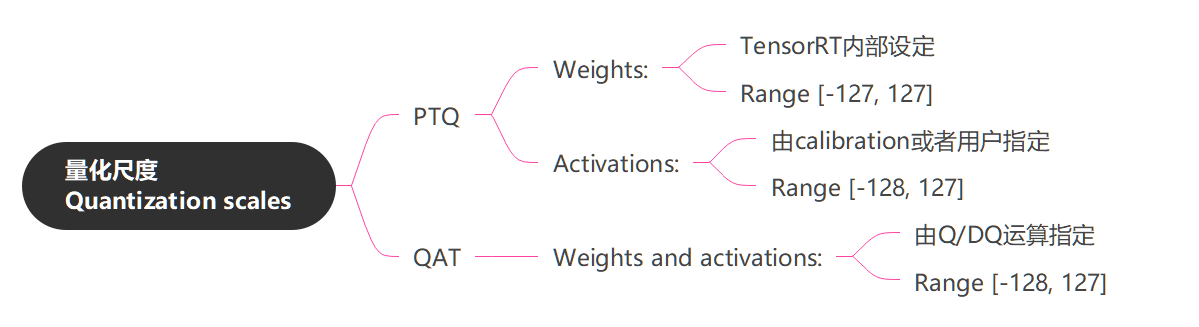 量化尺度
Quantization scales
PTQ
Weights:
TensorRT内部设定
Range [-127, 127]
Activations:
由calibration或者用户指定
Range [-128, 127]
QAT
Weights and activations:
由Q/DQ运算指定
Range [-128, 127]